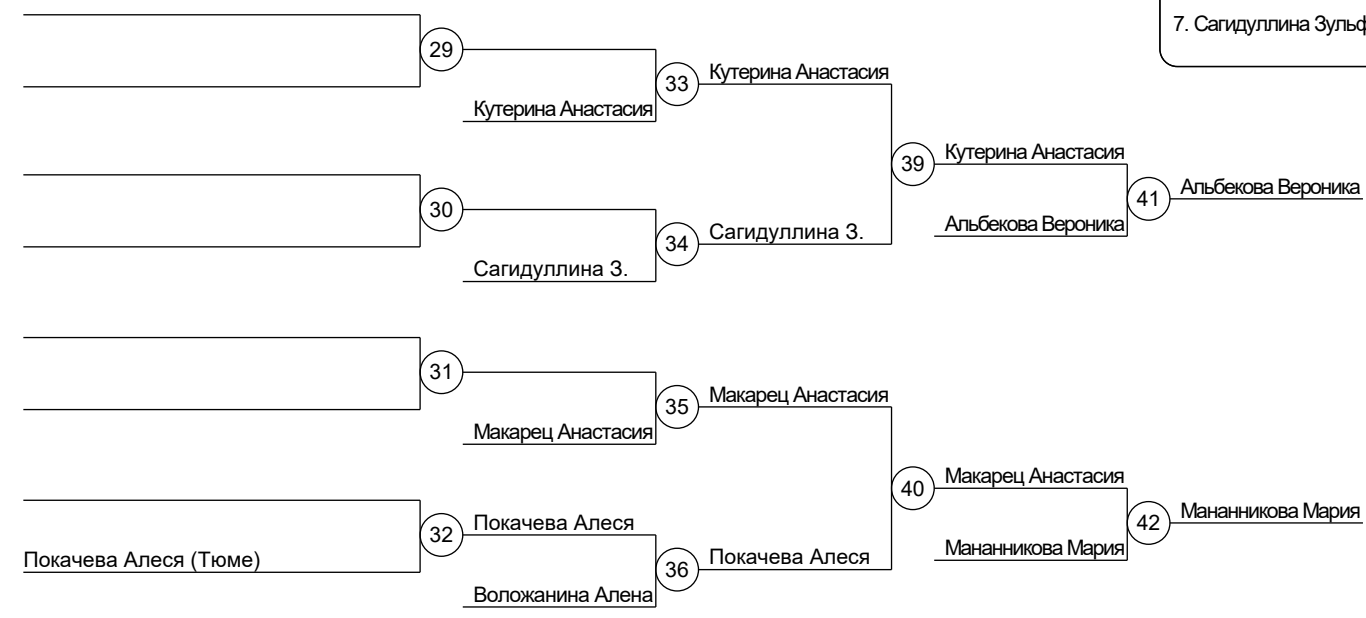 7. Сагидуллина Зульф
29
33
Кутерина Анастасия
Кутерина Анастасия
39
Кутерина Анастасия
41
Альбекова Вероника
30
34
Сагидуллина З.
Альбекова Вероника
Сагидуллина З.
31
35
Макарец Анастасия
Макарец Анастасия
40
Макарец Анастасия
42
Мананникова Мария
32
Покачева Алеся
Мананникова Мария
Покачева Алеся (Тюме)
36
Покачева Алеся
Воложанина Алена